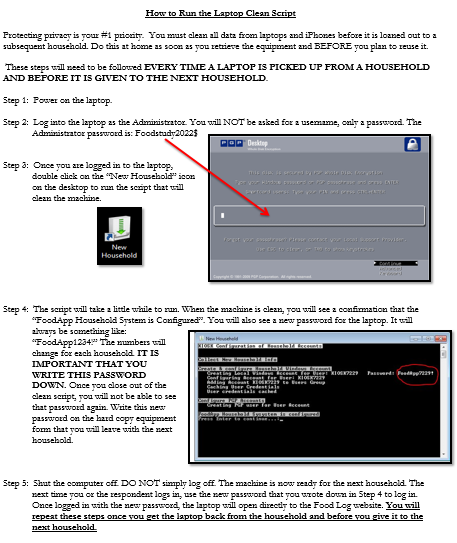 How to Run the Laptop Clean Script
Protecting privacy is your #1 priority.  You must clean all data from laptops and iPhones before it is loaned out to a
subsequent household. Do this at home as soon as you retrieve the equipment and BEFORE you plan to reuse it.
These steps will need to be followed EVERY TIME A LAPTOP IS PICKED UP FROM A HOUSEHOLD
AND BEFORE IT IS GIVEN TO THE NEXT HOUSEHOLD.
Step 1:  Power on the laptop.
Step 2:  Log into the laptop as the Administrator. You will NOT be asked for a username, only a password. The
Administrator password is: Foodstudy2022$
PGP Desktop
Step 3:  Once you are logged in to the laptop,
double click on the "New Household" icon
on the desktop to run the script that will
clean the machine.
New
Household
Continue
Step 4:  The script will take a little while to run. When the machine is clean, you will see a confirmation that the
"FoodApp Household System is Configured". You will also see a new password for the laptop. It will
always be something like:
"FoodApp1234!" The numbers will
change for each household. IT IS
IMPORTANT THAT YOU
WRITE THIS PASSWORD
DOWN. Once you close out of the
clean script, you will not be able to see
that password again. Write this new
password on the hard copy equipment
form that you will leave with the next
household.
New Household
Configuration of Household Accounts
Collect New Household Info
Creating Local Windows Account for User: Password: FoodApp7229!
Configuring Account for User:
Adding Account to Users Group
Caching User Credentials
User credentials cached
Configure PGP Accounts
Creating PGP user for User Account
FoodApp Household System is configured
Press Enter to continue...
Step 5:  Shut the computer off. DO NOT simply log off. The machine is now ready for the next household. The
next time you or the respondent logs in, use the new password that you wrote down in Step 4 to log in.
Once logged in with the new password, the laptop will open directly to the Food Log website. You will
repeat these steps once you get the laptop back from the household and before you give it to the
next household.